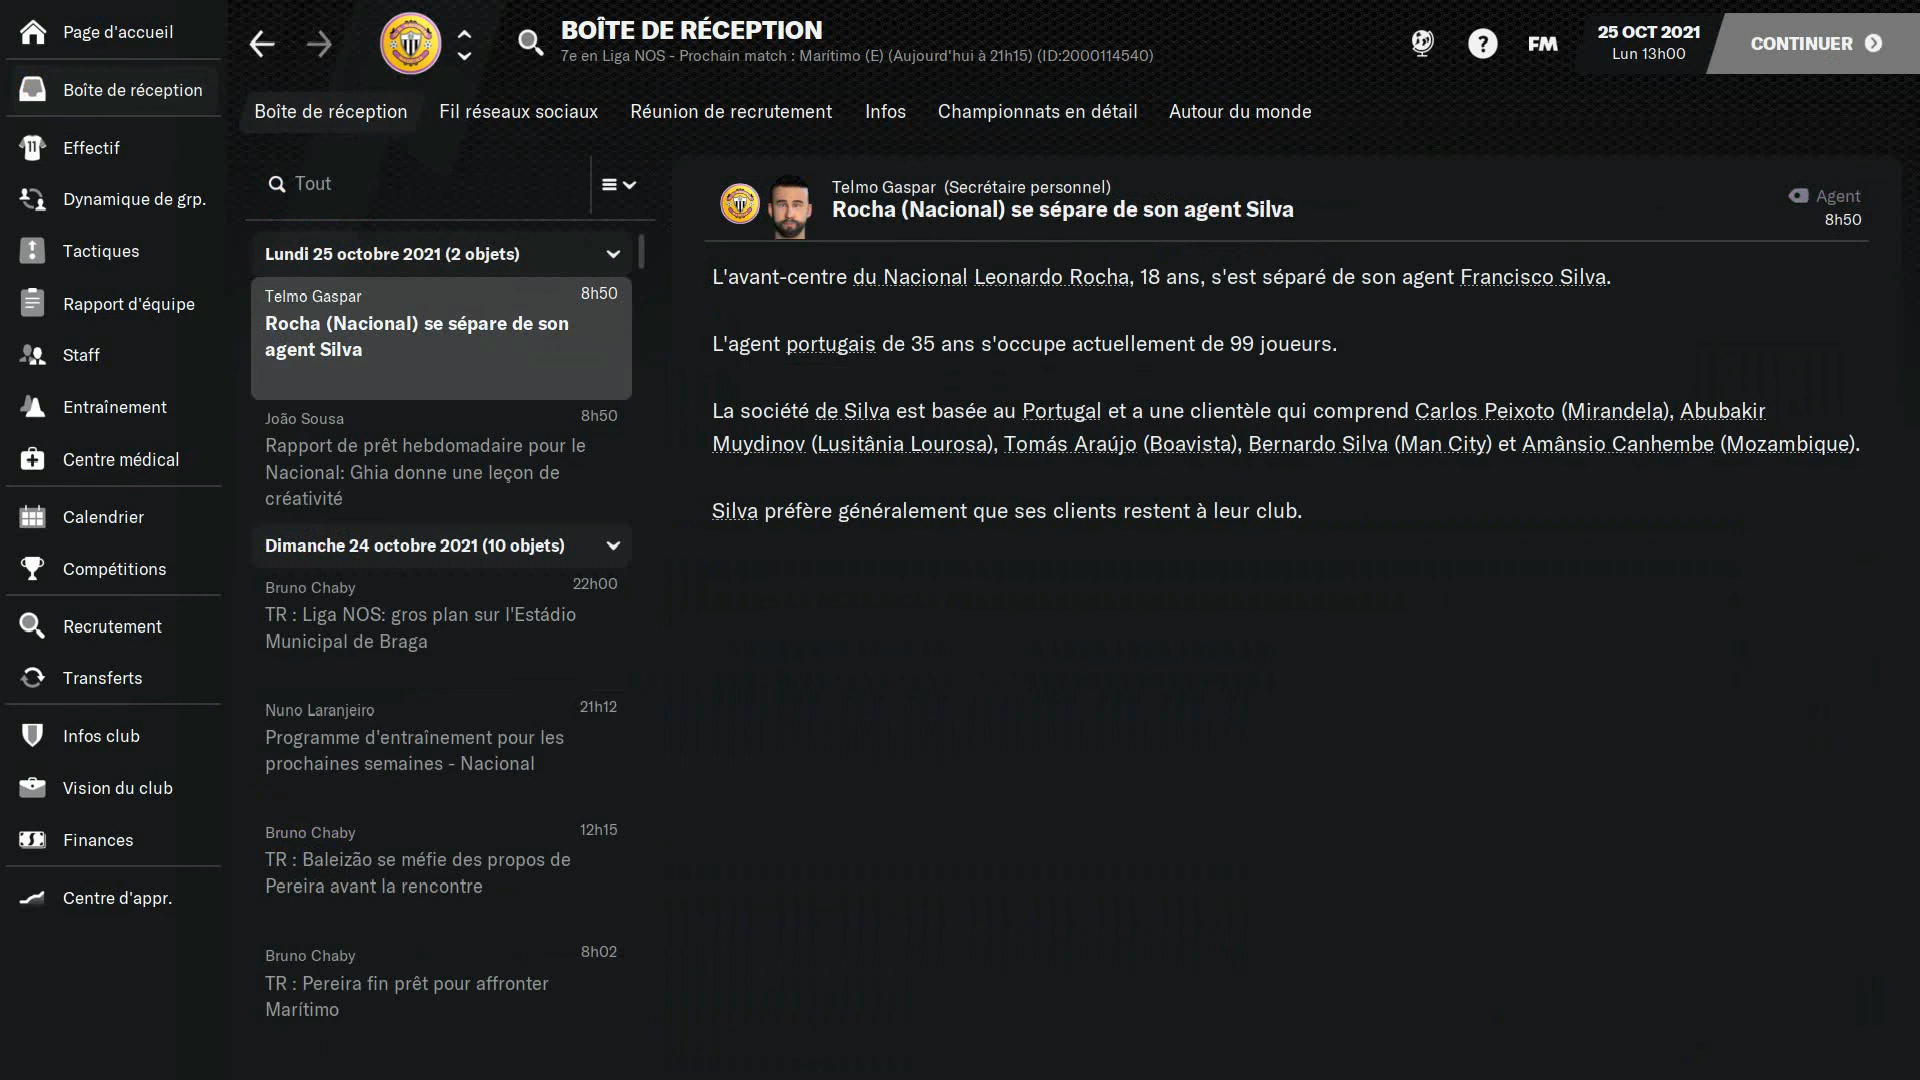 Page d'accueil
Boîte de réception
Effectif
Dynamique de grp.
Tactiques
Rapport d'équipe
Staff
Entraînement
Centre médical
Calendrier
Compétitions
Recrutement
Transferts
Infos club
Vision du club
Finances
Centre d'appr.
BOÎTE DE RÉCEPTION
7e en Liga NOS - Prochain match : Marítimo (E) (Aujourd'hui à 21h15) (ID:2000114540)
?
FM
25 OCT 2021
Lun 13h00
CONTINUER
Boîte de réception
Fil réseaux sociaux
Réunion de recrutement
Infos
Championnats en détail
Autour du monde
Tout
Lundi 25 octobre 2021 (2 objets)
Telmo Gaspar 8h50
Rocha (Nacional) se sépare de son
agent Silva
João Sousa 8h50
Rapport de prêt hebdomadaire pour le
Nacional: Ghia donne une leçon de
créativité
Dimanche 24 octobre 2021 (10 objets)
Bruno Chaby 22h00
TR : Liga NOS: gros plan sur l'Estádio
Municipal de Braga
Nuno Laranjeiro 21h12
Programme d'entraînement pour les
prochaines semaines - Nacional
Bruno Chaby 12h15
TR : Baleizão se méfie des propos de
Pereira avant la rencontre
Bruno Chaby 8h02
TR : Pereira fin prêt pour affronter
Marítimo
Telmo Gaspar (Secrétaire personnel)
Rocha (Nacional) se sépare de son agent Silva
Agent
8h50
L'avant-centre du Nacional Leonardo Rocha, 18 ans, s'est séparé de son agent Francisco Silva.
L'agent portugais de 35 ans s'occupe actuellement de 99 joueurs.
La société de Silva est basée au Portugal et a une clientèle qui comprend Carlos Peixoto (Mirandela), Abubakir
Muydinov (Lusitânia Lourosa), Tomás Araújo (Boavista), Bernardo Silva (Man City) et Amânsio Canhembe (Mozambique).
Silva préfère généralement que ses clients restent à leur club.